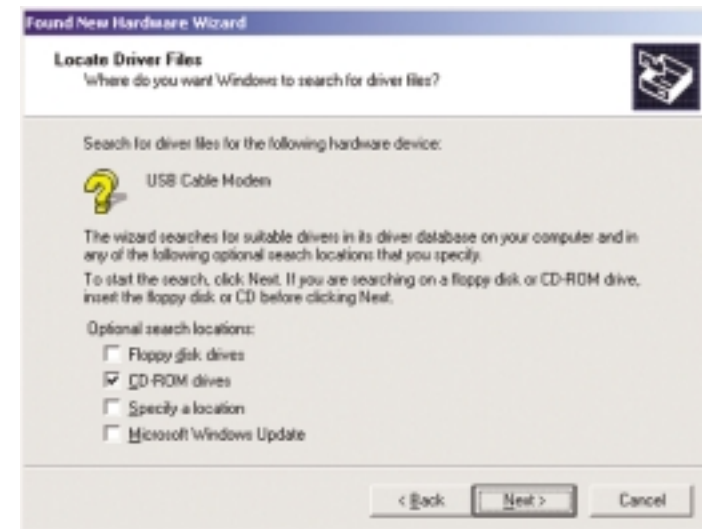 Found New Hardware Wizard
Locate Driver Files
Where do you want Windows to search for driver files?
Search for driver files for the following hardware device:
USB Cable Modem
The wizard searches for suitable drivers in its driver database on your computer and in
any of the following optional search locations that you specify.
To start the search, click Next. If you are searching on a floppy disk or CD-ROM drive,
insert the floppy disk or CD before clicking Next.
Optional search locations:
Floppy disk drives
CD-ROM drives
Specify a location
Microsoft Windows Update
< Back Next > Cancel